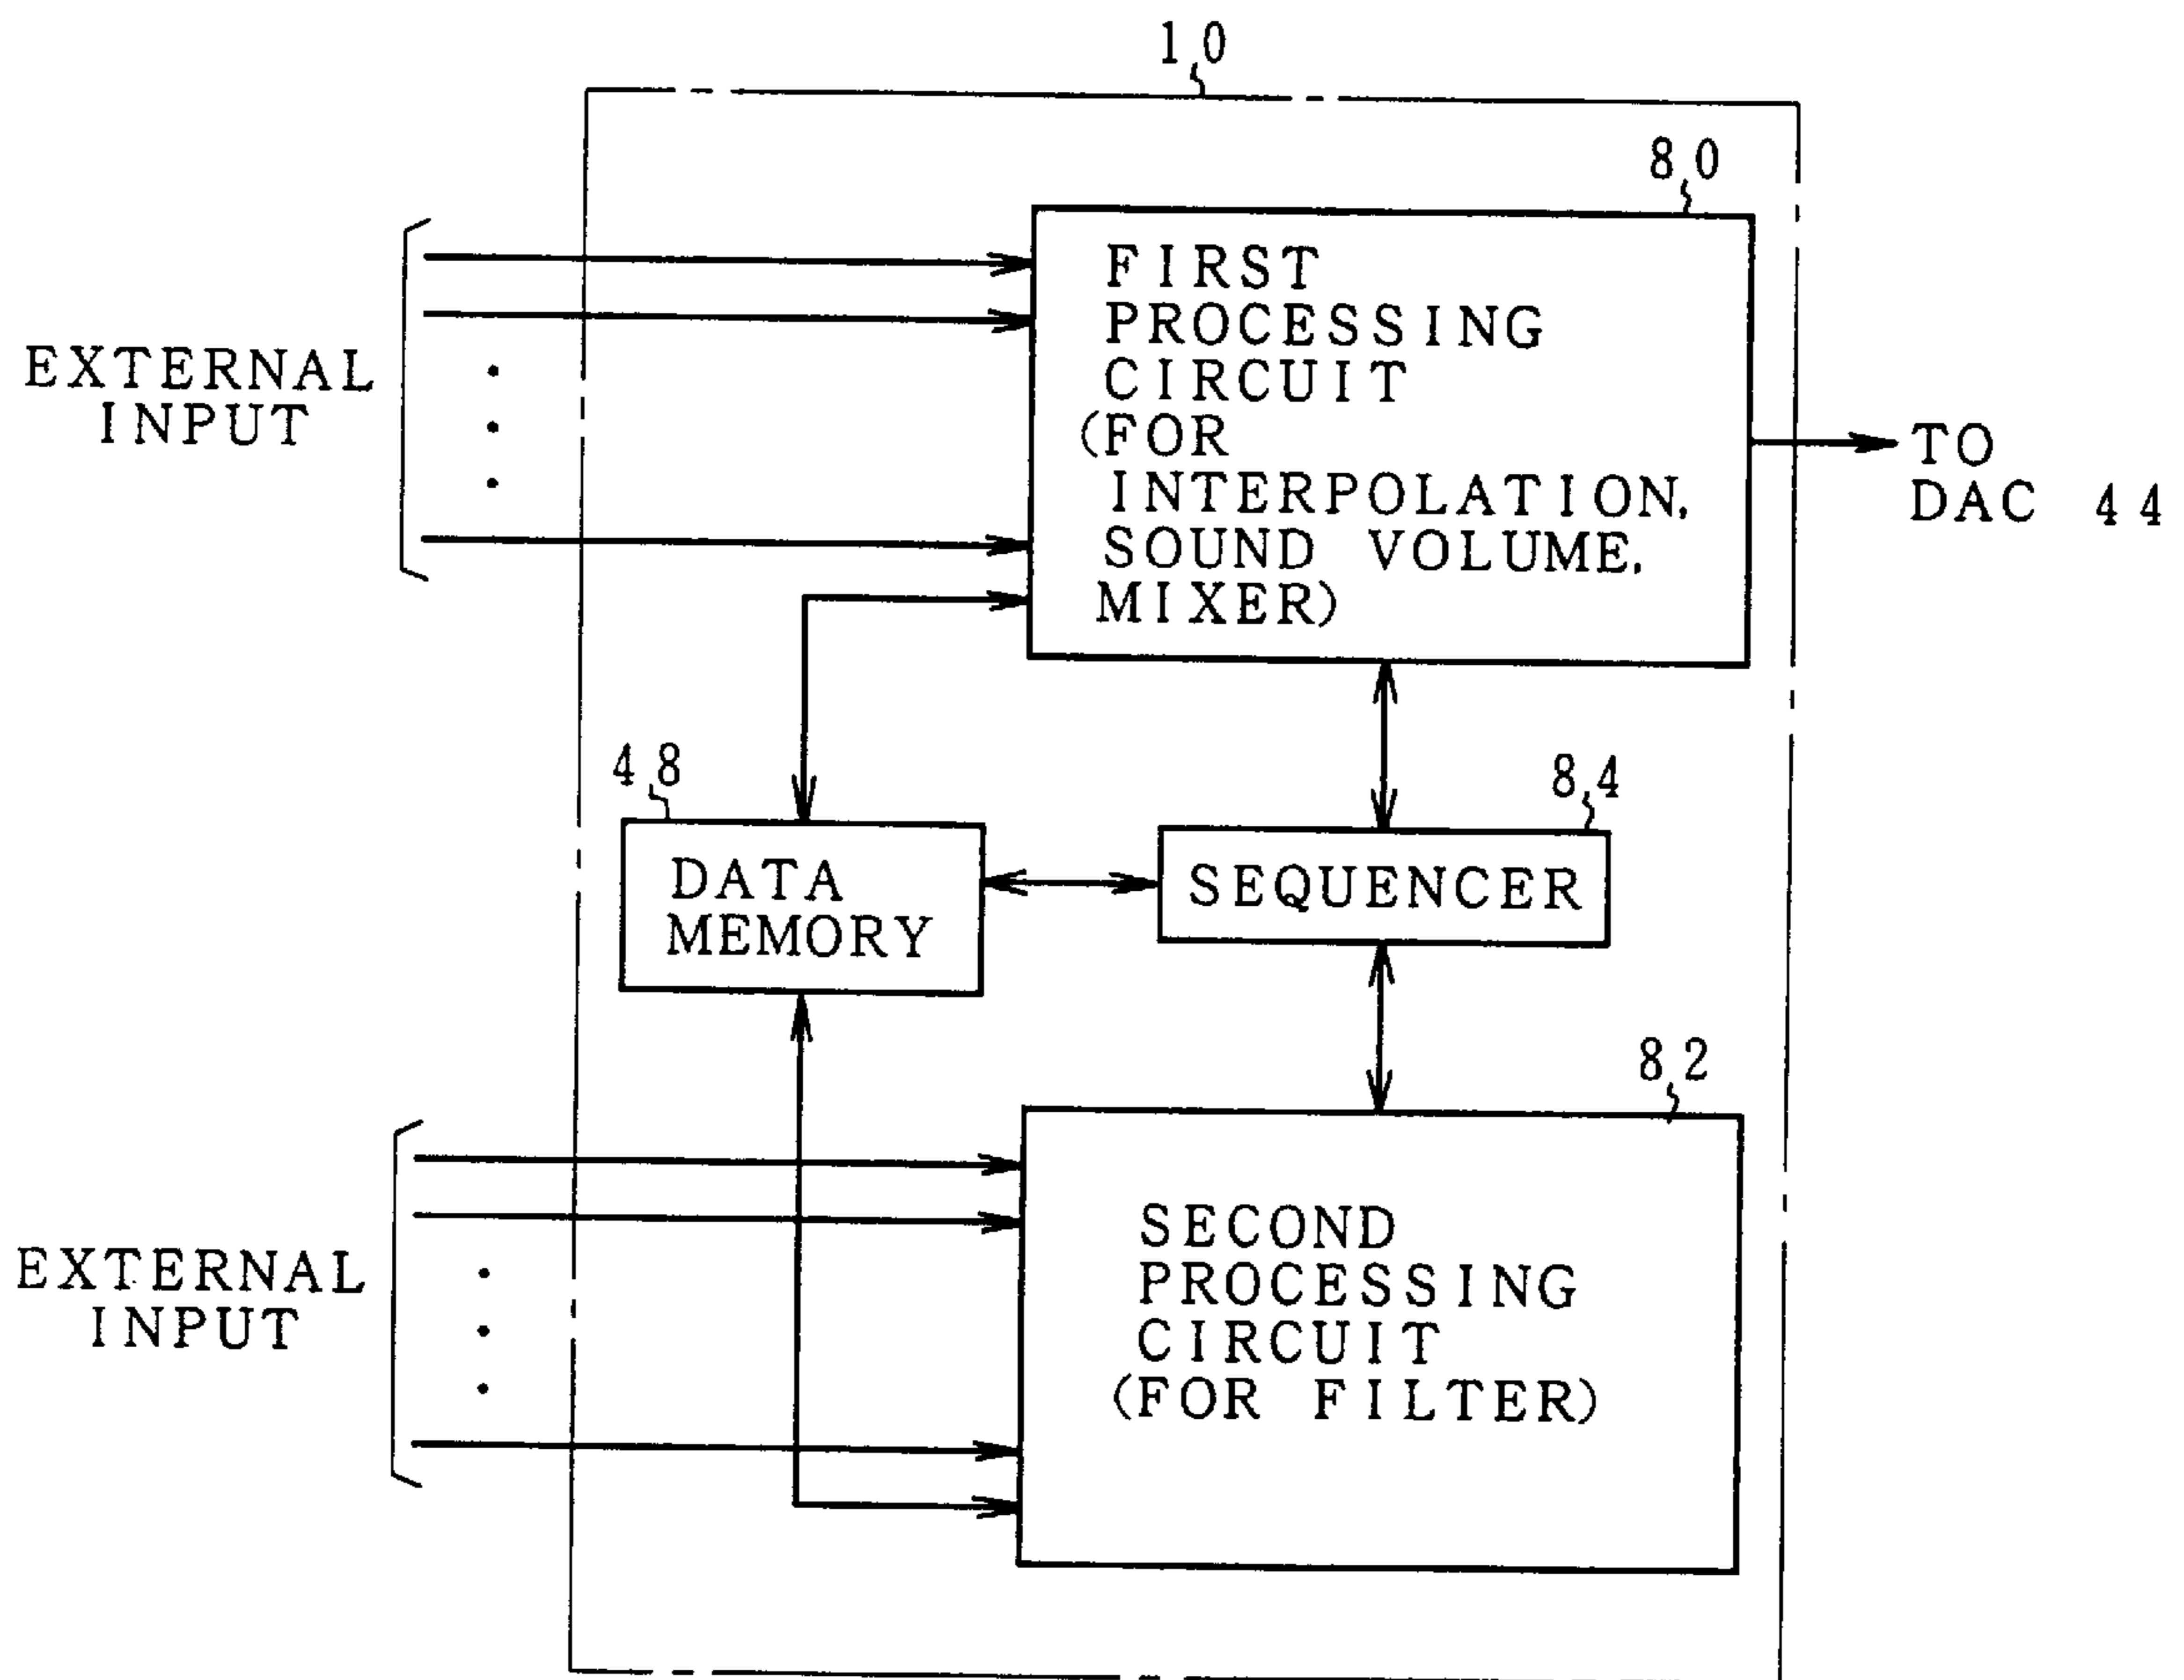 10
80
FIRST
PROCESSING
CIRCUIT
(FOR
INTERPOLATION,
SOUND VOLUME,
MIXER)
EXTERNAL
INPUT
TO
DAC 44
48
DATA
MEMORY
84
SEQUENCER
82
EXTERNAL
INPUT
SECOND
PROCESSING
CIRCUIT
(FOR FILTER)